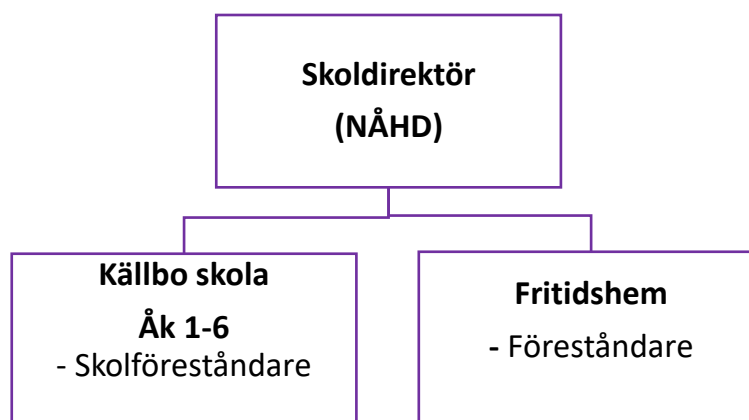 Skoldirektör
(NÅHD)
Källbo skola
Åk 1-6
- Skolföreståndare
Fritidshem
- Föreståndare